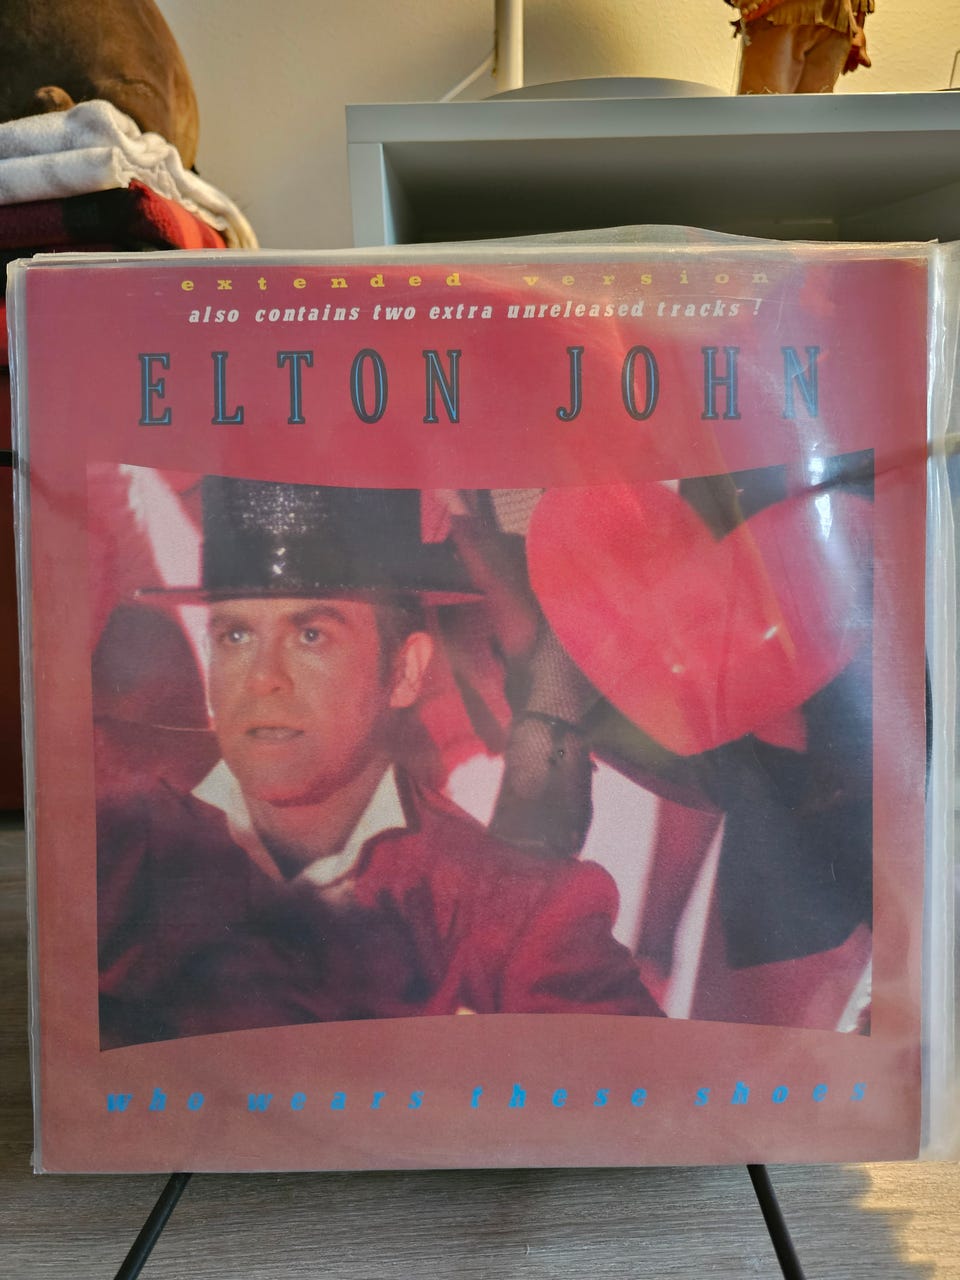 extended version
also contains two extra unreleased tracks !
ELTON JOHN
who wears these shoes